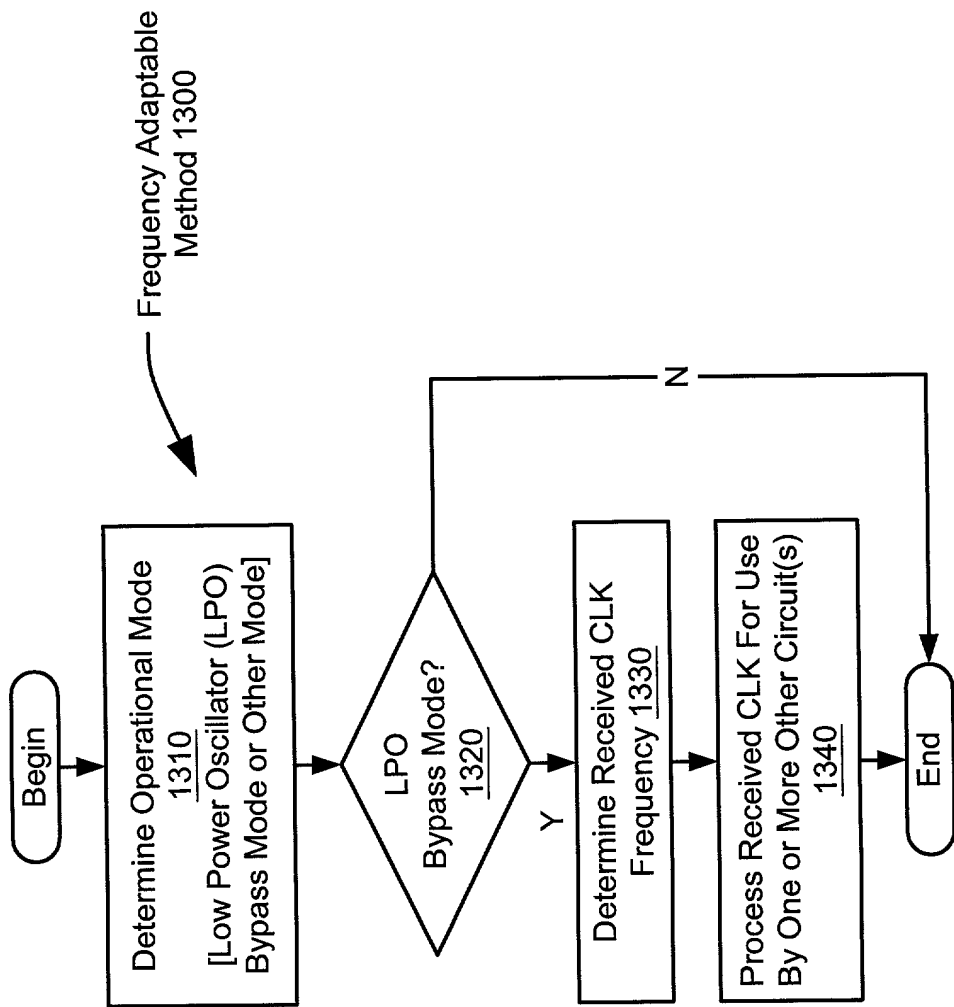 Begin
Frequency Adaptable
Method 1300
Determine Operational Mode
1310
[Low Power Oscillator (LPO)
Bypass Mode or Other Mode]
LPO
Bypass Mode?
1320
N
Y
Determine Received CLK
Frequency 1330
Process Received CLK For Use
By One or More Other Circuit(s)
1340
End